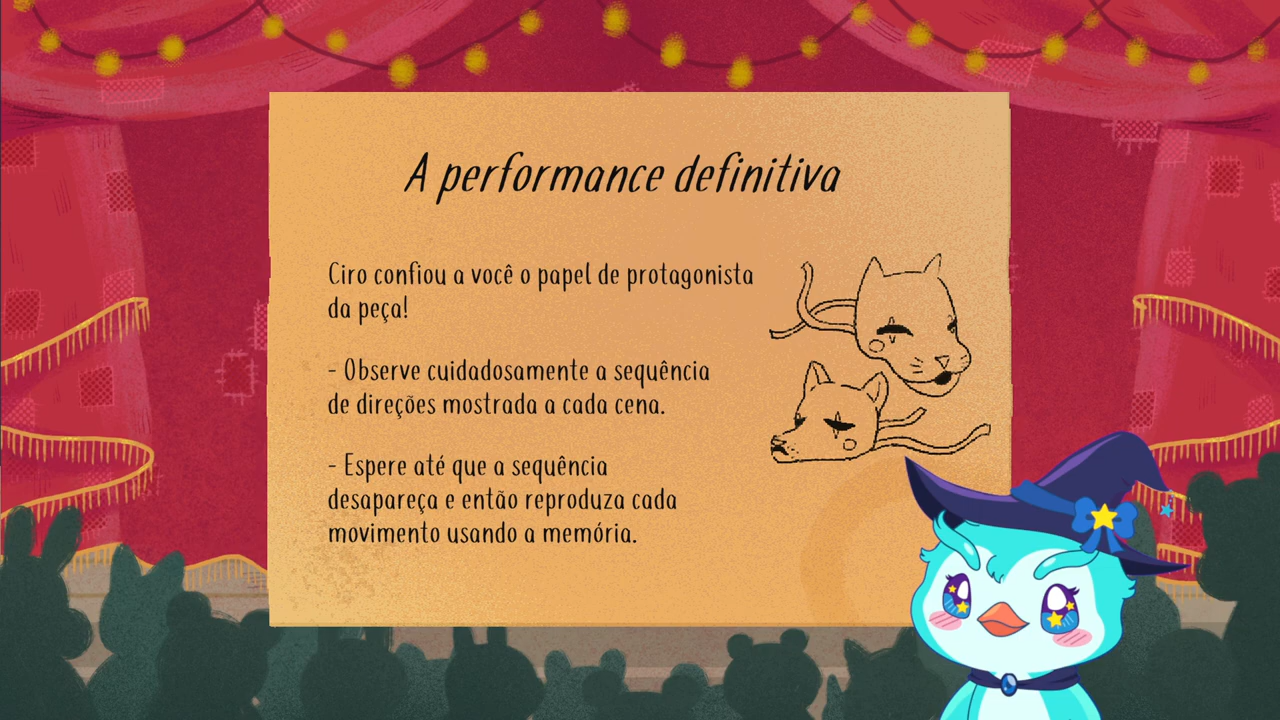 A performance definitiva
Ciro confiou a você o papel de protagonista
da peça!
- Observe cuidadosamente a sequência
de direções mostrada a cada cena.
- Espere até que a sequência
desapareça e então reproduza cada
movimento usando a memória.